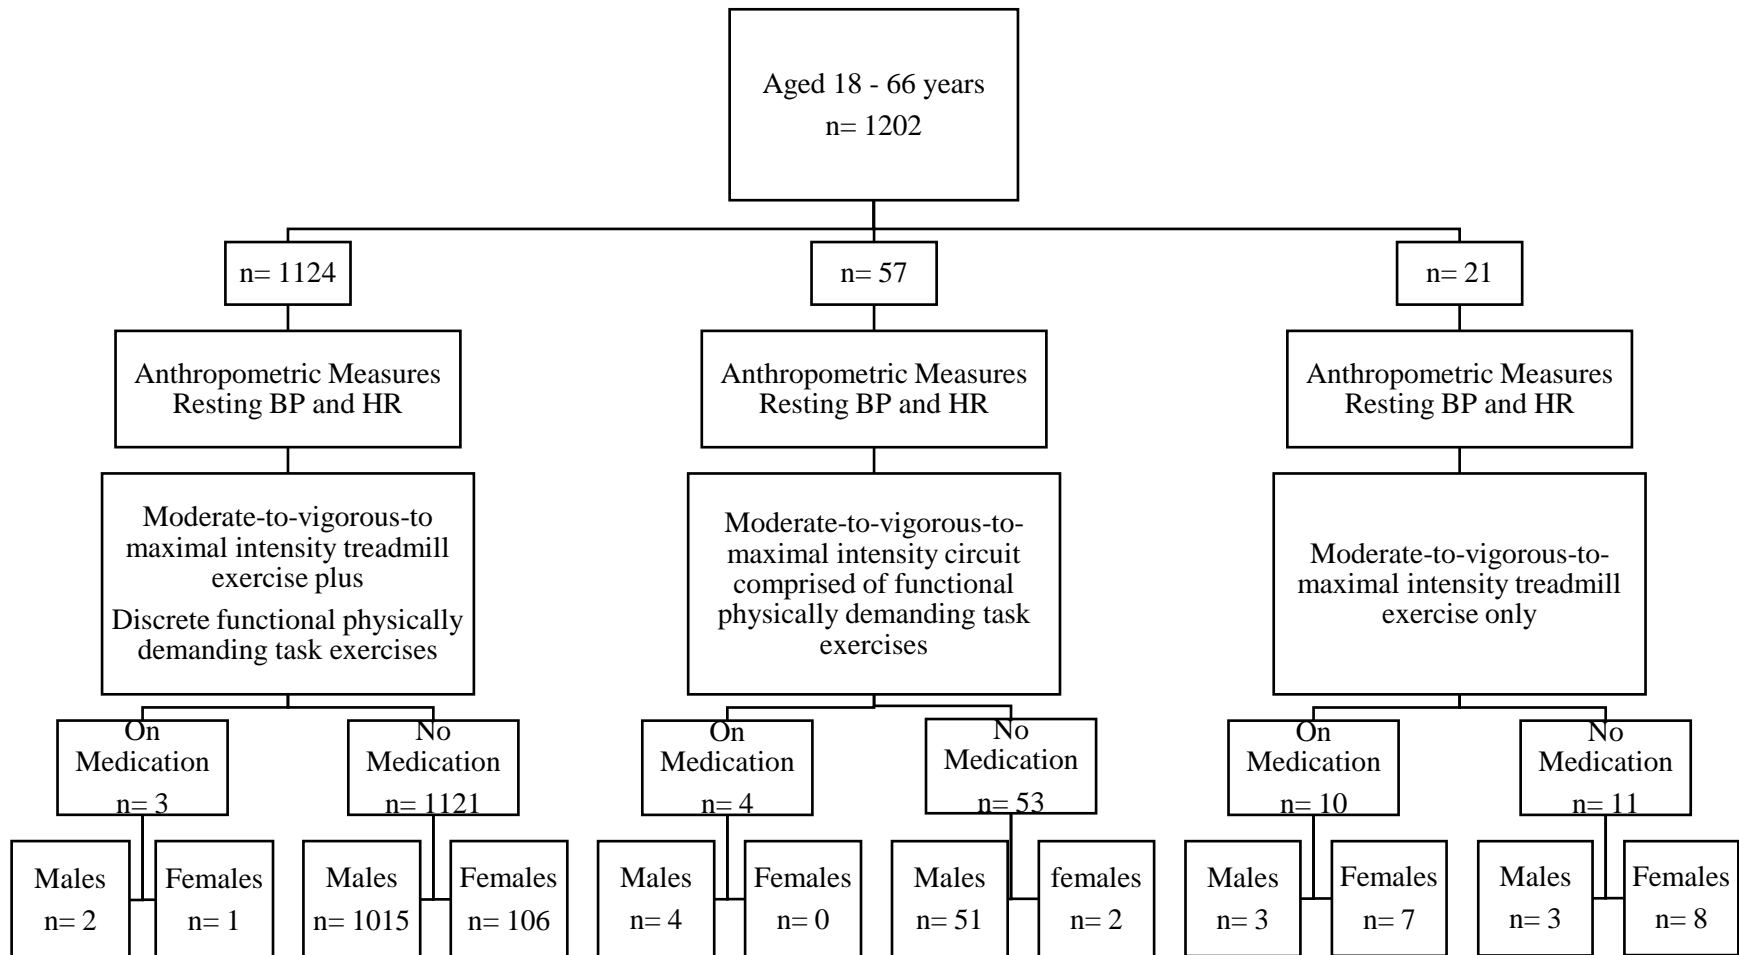 Aged 18 - 66 years
n= 1202
n= 1124
n= 57
n= 21
Anthropometric Measures
Resting BP and HR
Anthropometric Measures
Resting BP and HR
Anthropometric Measures
Resting BP and HR
Moderate-to-vigorous-to
maximal intensity treadmill
exercise plus
Discrete functional physically
demanding task exercises
Moderate-to-vigorous-to-
maximal intensity circuit
comprised of functional
physically demanding task
exercises
Moderate-to-vigorous-to-
maximal intensity treadmill
exercise only
On
Medication
n= 3
No
Medication
n= 1121
On
Medication
n= 4
No
Medication
n= 53
On
Medication
n= 10
No
Medication
n= 11
Males
n= 2
Females
n= 1
Males
n= 1015
Females
n= 106
Males
n= 4
Females
n= 0
Males
n= 51
females
n= 2
Males
n= 3
Females
n= 7
Males
n= 3
Females
n= 8